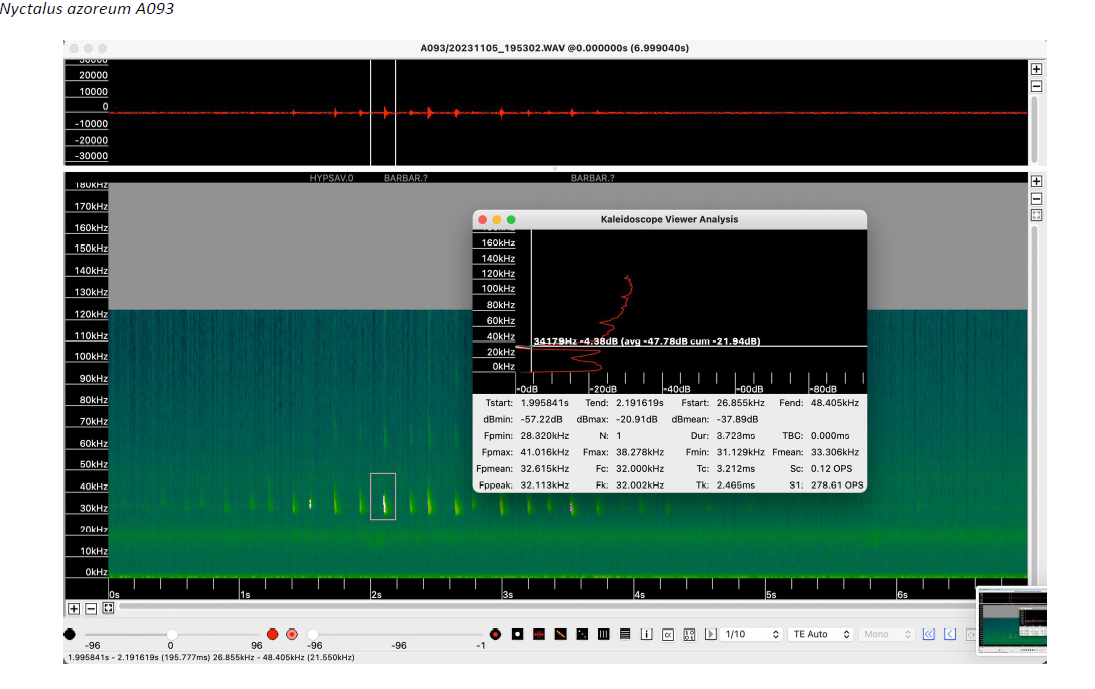 Nyctalus azoreum A093
A093/20231105_195302.WAV @0.000000s (6.999040s)
30000
20000
10000
0
-10000
-20000
-30000
HYPSAV.0 BARBAR.? BARBAR.?
180kHz
170kHz
160kHz
150kHz
140kHz
130kHz
120kHz
110kHz
100kHz
90kHz
80kHz
70kHz
60kHz
50kHz
40kHz
30kHz
20kHz
10kHz
0kHz
Kaleidoscope Viewer Analysis
160kHz
140kHz
120kHz
100kHz
80kHz
60kHz
40kHz
20kHz
0kHz
34179Hz -4.38dB (avg -47.78dB cum -21.94dB)
-0dB -20dB -40dB -60dB -80dB
Tstart: 1.995841s Tend: 2.191619s Fstart: 26.855kHz Fend: 48.405kHz
dBmin: -57.22dB dBmax: -20.91dB dBmean: -37.89dB
Fpmin: 28.320kHz N: 1 Dur: 3.723ms TBC: 0.000ms
Fpmax: 41.016kHz Fmax: 38.278kHz Fmin: 31.129kHz Fmean: 33.306kHz
Fpmean: 32.615kHz Fc: 32.000kHz Tc: 3.212ms Sc: 0.12 OPS
Fppeak: 32.113kHz Fk: 32.002kHz Tk: 2.465ms S1: 278.61 OPS
0s 1s 2s 3s 4s 5s 6s
-96 0 96 -96 -96 -1
1/10 TE Auto Mono
1.995841s - 2.191619s (195.777ms) 26.855kHz - 48.405kHz (21.550kHz)